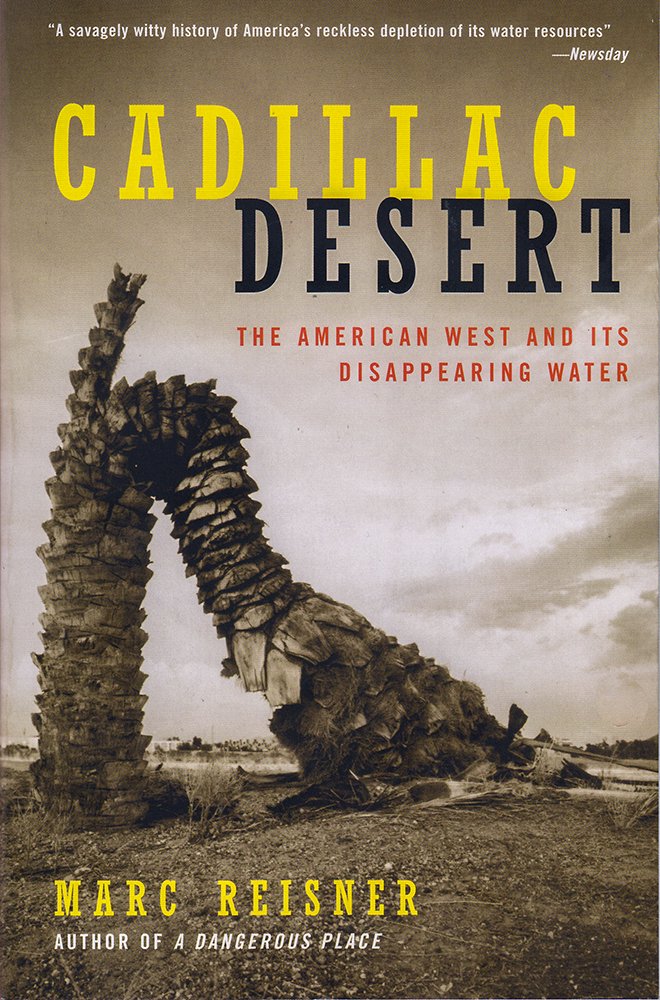 “A savagely witty history of America’s reckless depletion of its water resources”
—Newsday
CADILLAC
DESERT
THE AMERICAN WEST AND ITS
DISAPPEARING WATER
MARC REISNER
AUTHOR OF A DANGEROUS PLACE